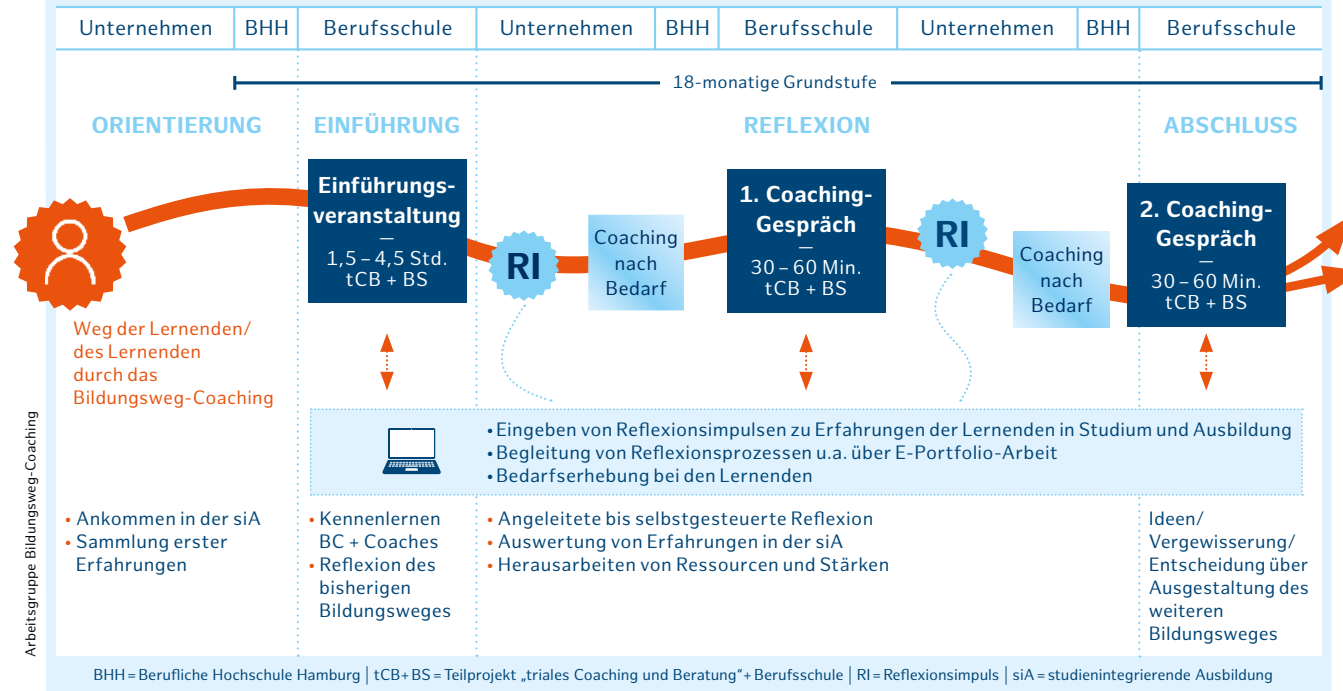 Unternehmen
BHH
Berufsschule
Unternehmen
BHH
Berufsschule
Unternehmen
BHH
Berufsschule
18-monatige Grundstufe
ORIENTIERUNG
EINFÜHRUNG
REFLEXION
ABSCHLUSS
Einführungs-
veranstaltung
—
1,5 – 4,5 Std.
tCB + BS
RI
Coaching
nach
Bedarf
1. Coaching-
Gespräch
—
30 – 60 Min.
tCB + BS
RI
Coaching
nach
Bedarf
2. Coaching-
Gespräch
—
30 – 60 Min.
tCB + BS
Weg der Lernenden/
des Lernenden
durch das
Bildungsweg-Coaching
• Eingeben von Reflexionsimpulsen zu Erfahrungen der Lernenden in Studium und Ausbildung
• Begleitung von Reflexionsprozessen u.a. über E-Portfolio-Arbeit
• Bedarfserhebung bei den Lernenden
• Ankommen in der siA
• Sammlung erster
Erfahrungen
• Kennenlernen
BC + Coaches
• Reflexion des
bisherigen
Bildungsweges
• Angeleitete bis selbstgesteuerte Reflexion
• Auswertung von Erfahrungen in der siA
• Herausarbeiten von Ressourcen und Stärken
Ideen/
Vergewisserung/
Entscheidung über
Ausgestaltung des
weiteren
Bildungsweges
Arbeitsgruppe Bildungsweg-Coaching
BHH = Berufliche Hochschule Hamburg | tCB + BS = Teilprojekt „triales Coaching und Beratung“ + Berufsschule | RI = Reflexionsimpuls | siA = studienintegrierende Ausbildung